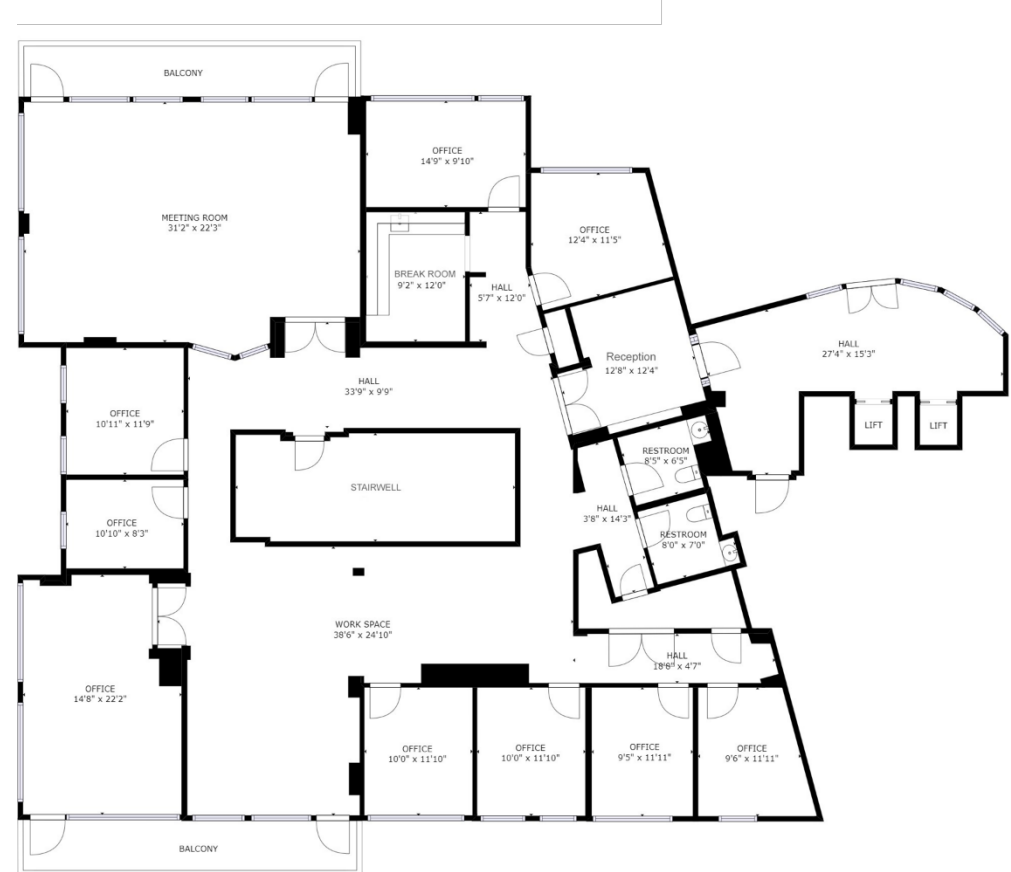 BALCONY
OFFICE
14'9" x 9'10"
MEETING ROOM
31'2" x 22'3"
OFFICE
12'4" x 11'5"
BREAK ROOM
9'2" x 12'0"
HALL
5'7" x 12'0"
HALL
27'4" x 15'3"
Reception
12'8" x 12'4"
HALL
33'9" x 9'9"
OFFICE
10'11" x 11'9"
LIFT
LIFT
RESTROOM
8'5" x 6'5"
STAIRWELL
HALL
3'8" x 14'3"
OFFICE
10'10" x 8'3"
RESTROOM
8'0" x 7'0"
WORK SPACE
38'6" x 24'10"
HALL
18'6" x 4'7"
OFFICE
14'8" x 22'2"
OFFICE
10'0" x 11'10"
OFFICE
10'0" x 11'10"
OFFICE
9'5" x 11'11"
OFFICE
9'6" x 11'11"
BALCONY